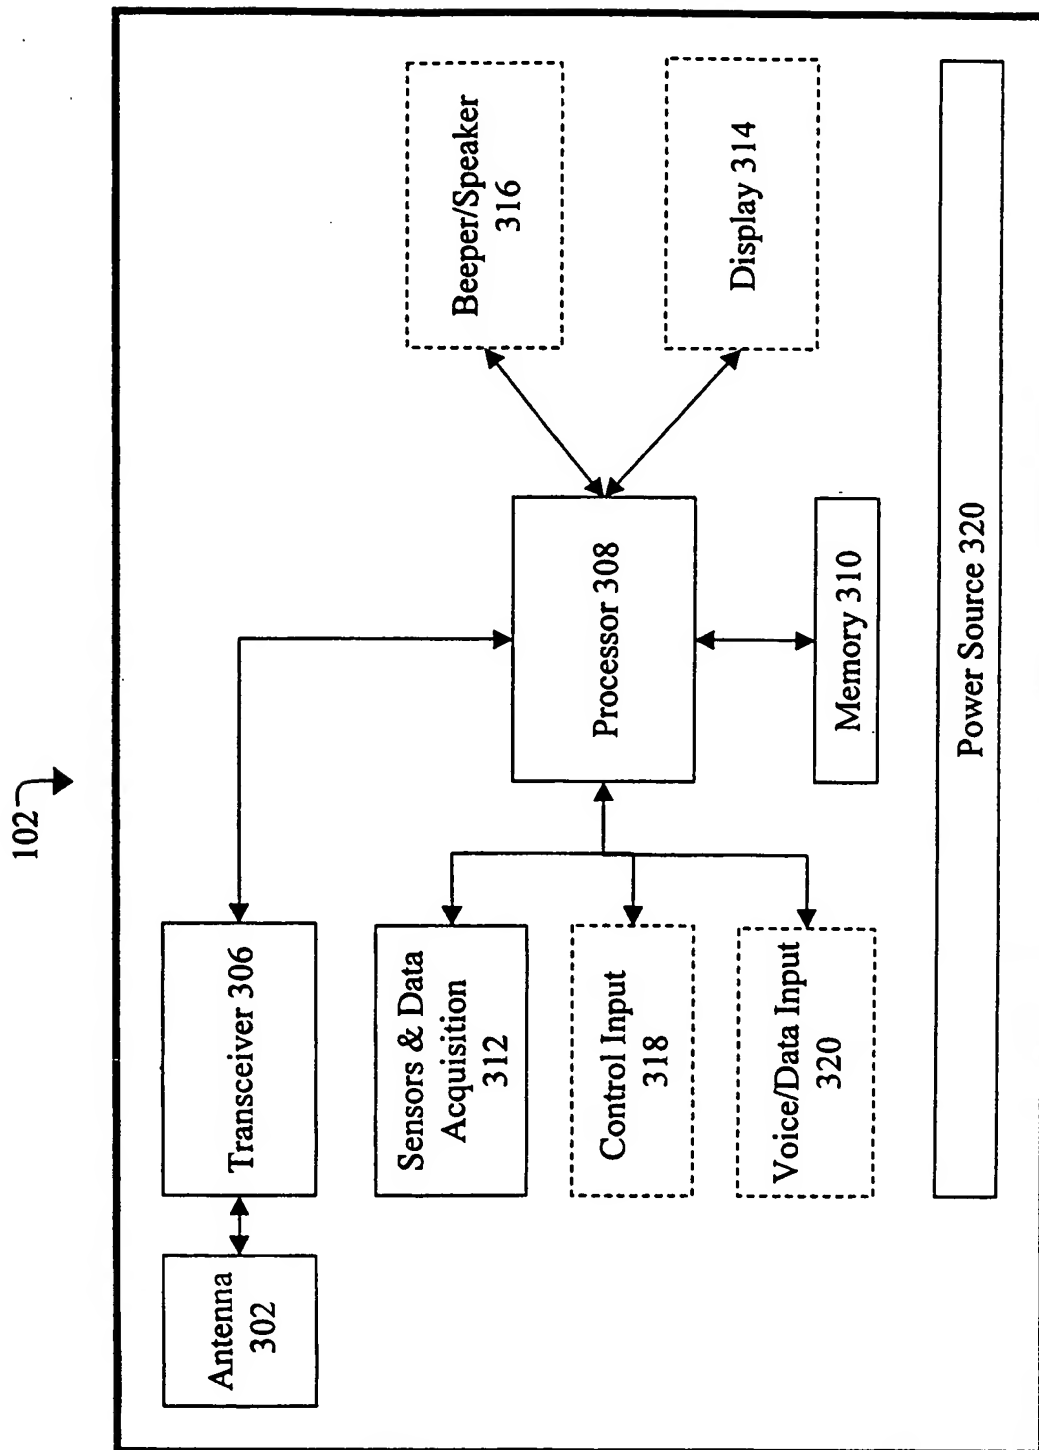 102
Antenna
302
Transceiver 306
Sensors & Data
Acquisition
312
Control Input
318
Voice/Data Input
320
Processor 308
Memory 310
Beeper/Speaker
316
Display 314
Power Source 320